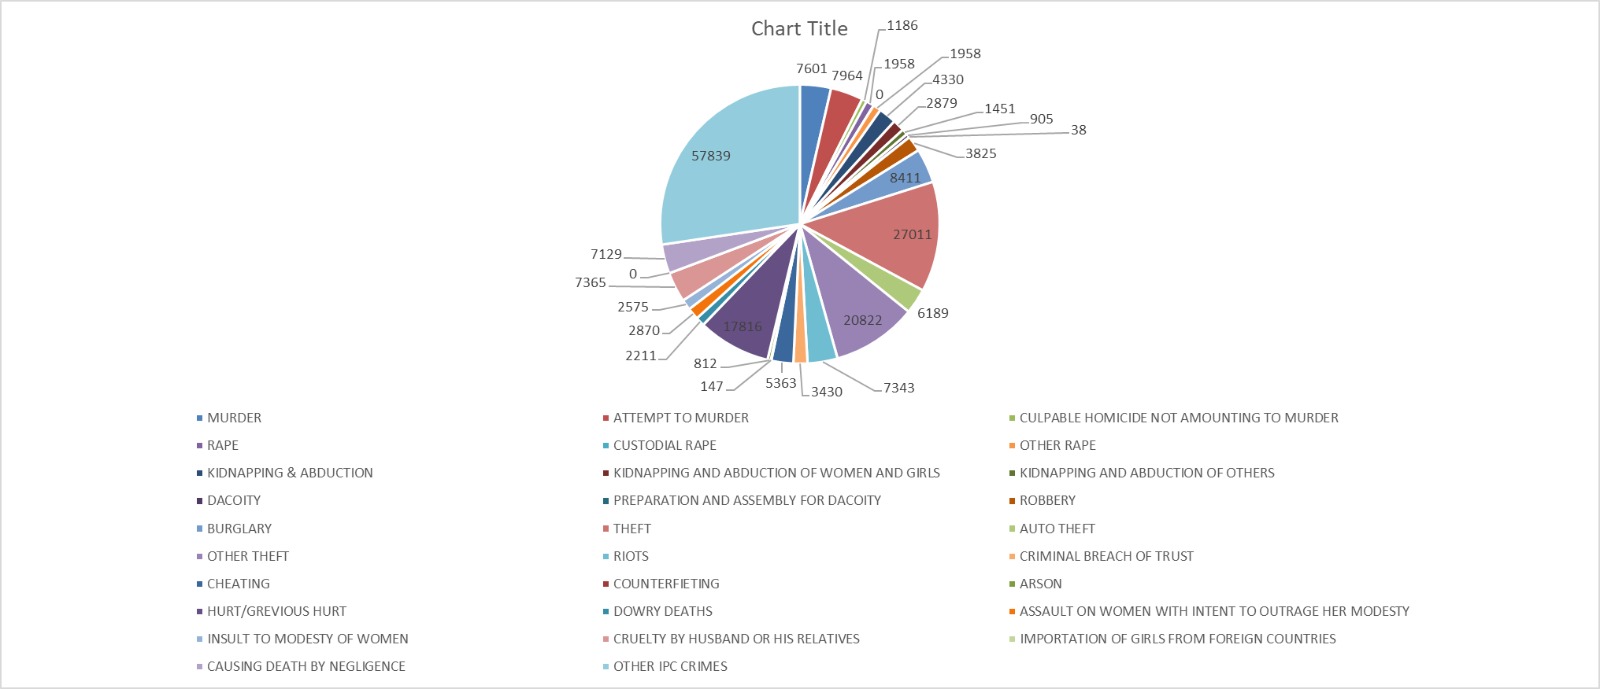 Chart Title
1186
7601
7964
1958
0
1958
4330
2879
1451
905
38
3825
8411
27011
6189
20822
7343
3430
5363
147
812
17816
2211
2870
2575
7365
0
7129
57839
MURDER
ATTEMPT TO MURDER
CULPABLE HOMICIDE NOT AMOUNTING TO MURDER
RAPE
CUSTODIAL RAPE
OTHER RAPE
KIDNAPPING & ABDUCTION
KIDNAPPING AND ABDUCTION OF WOMEN AND GIRLS
KIDNAPPING AND ABDUCTION OF OTHERS
DACOITY
PREPARATION AND ASSEMBLY FOR DACOITY
ROBBERY
BURGLARY
THEFT
AUTO THEFT
OTHER THEFT
RIOTS
CRIMINAL BREACH OF TRUST
CHEATING
COUNTERFIETING
ARSON
HURT/GREVIOUS HURT
DOWRY DEATHS
ASSAULT ON WOMEN WITH INTENT TO OUTRAGE HER MODESTY
INSULT TO MODESTY OF WOMEN
CRUELTY BY HUSBAND OR HIS RELATIVES
IMPORTATION OF GIRLS FROM FOREIGN COUNTRIES
CAUSING DEATH BY NEGLIGENCE
OTHER IPC CRIMES